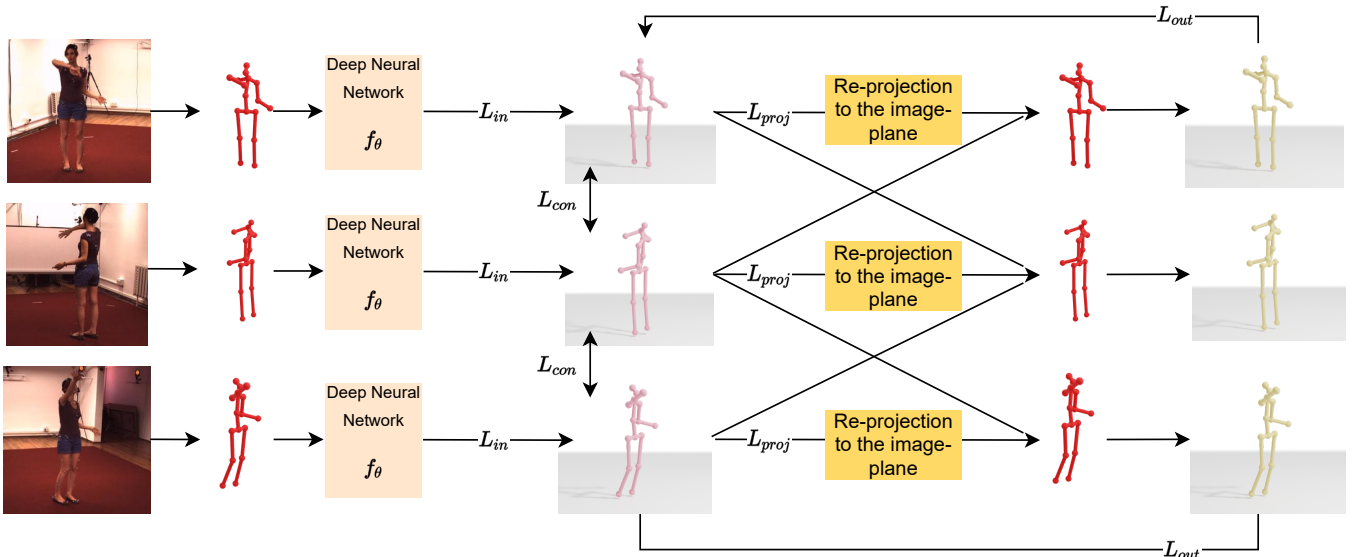 L_out
Deep Neural
Network
f_θ
L_in
L_proj
Re-projection
to the image-
plane
L_con
Deep Neural
Network
f_θ
L_in
L_proj
Re-projection
to the image-
plane
L_con
Deep Neural
Network
f_θ
L_in
L_proj
Re-projection
to the image-
plane
L_out